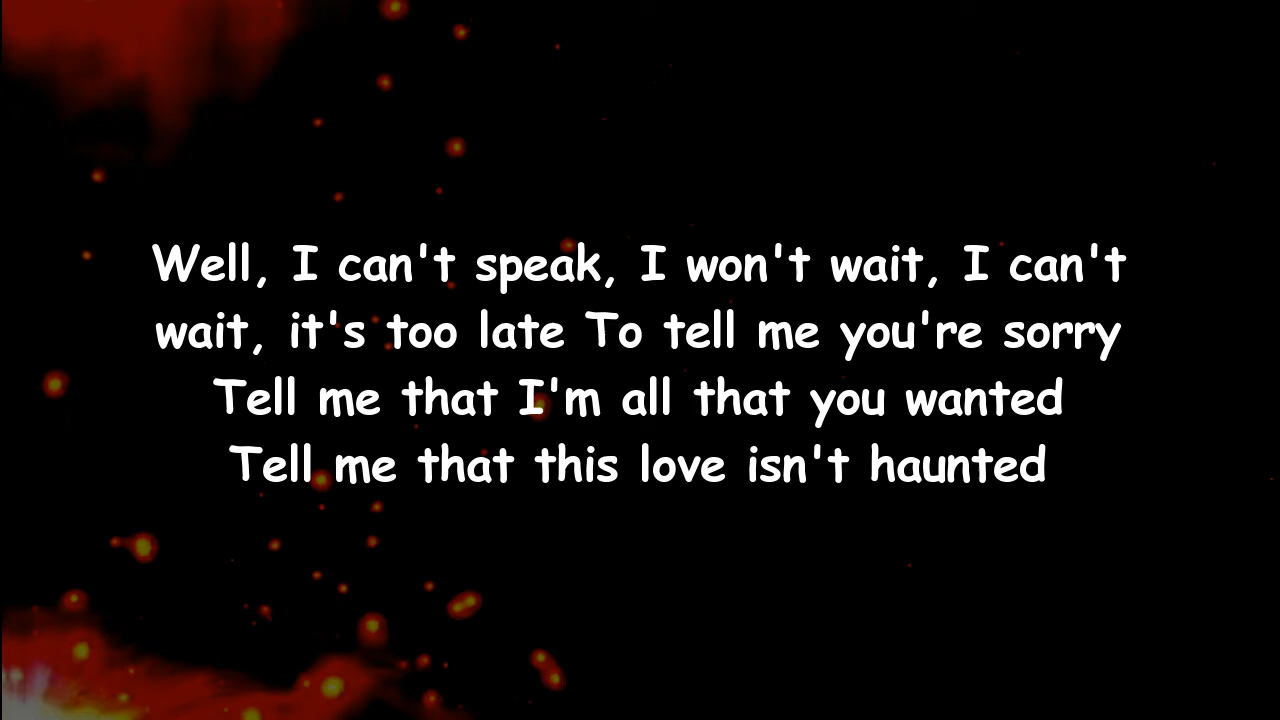 Well, I can't speak, I won't wait, I can't
wait, it's too late To tell me you're sorry
Tell me that I'm all that you wanted
Tell me that this love isn't haunted